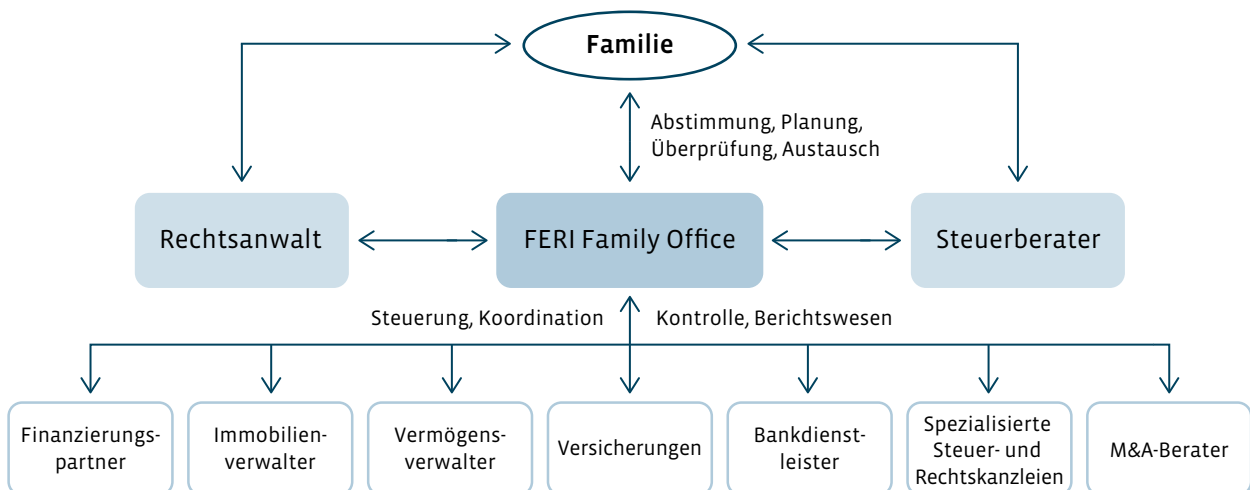 Familie
Abstimmung, Planung,
Überprüfung, Austausch
Rechtsanwalt
FERI Family Office
Steuerberater
Steuerung, Koordination
Kontrolle, Berichtswesen
Finanzierungs-
partner
Immobilien-
verwalter
Vermögens-
verwalter
Versicherungen
Bankdienst-
leister
Spezialisierte
Steuer- und
Rechtskanzleien
M&A-Berater